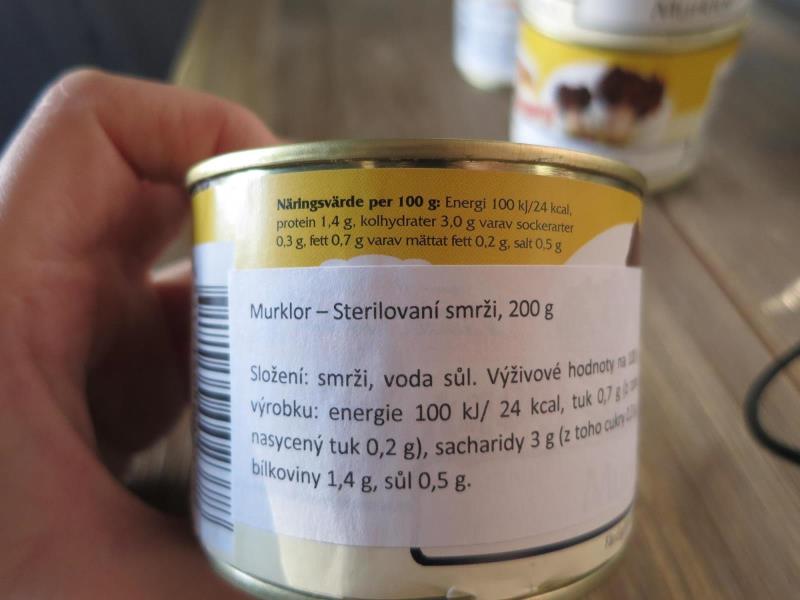 Murklor
Näringsvärde per 100 g: Energi 100 kJ/24 kcal,
protein 1,4 g, kolhydrater 3,0 g varav sockerarter
0,3 g, fett 0,7 g varav mättat fett 0,2 g, salt 0,5 g
Murklor – Sterilovaní smrži, 200 g
Složení: smrži, voda sůl. Výživové hodnoty na 100
výrobku: energie 100 kJ/ 24 kcal, tuk 0,7 g (z
nasycený tuk 0,2 g), sacharidy 3 g (z toho cukry
bílkoviny 1,4 g, sůl 0,5 g.